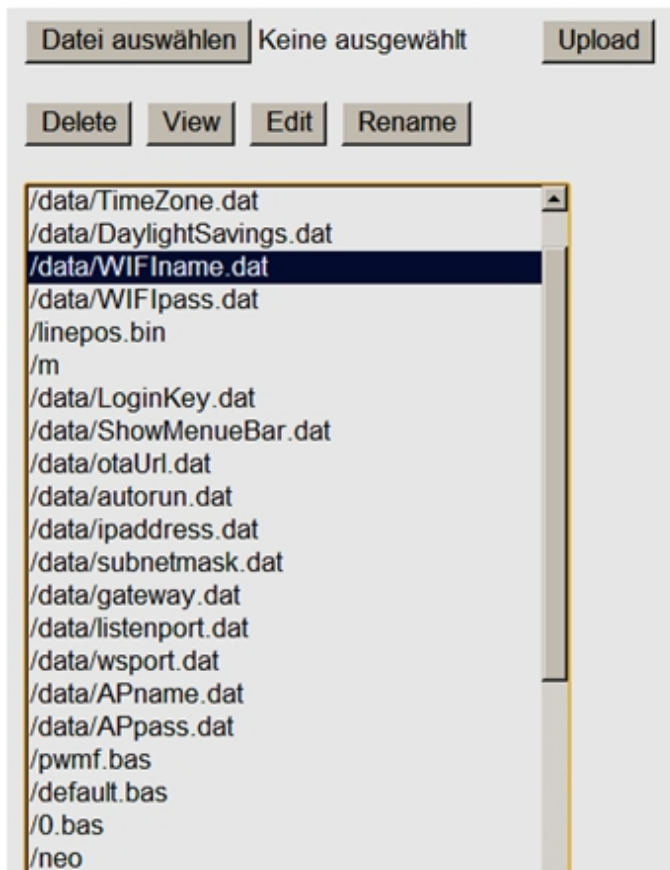 Datei auswählen Keine ausgewählt Upload
Delete View Edit Rename
/data/TimeZone.dat
/data/DaylightSavings.dat
/data/WIFIname.dat
/data/WIFIpass.dat
/linepos.bin
/m
/data/LoginKey.dat
/data/ShowMenueBar.dat
/data/otaUrl.dat
/data/autorun.dat
/data/ipaddress.dat
/data/subnetmask.dat
/data/gateway.dat
/data/listenport.dat
/data/wsport.dat
/data/APname.dat
/data/APpass.dat
/pwmf.bas
/default.bas
/0.bas
/neo